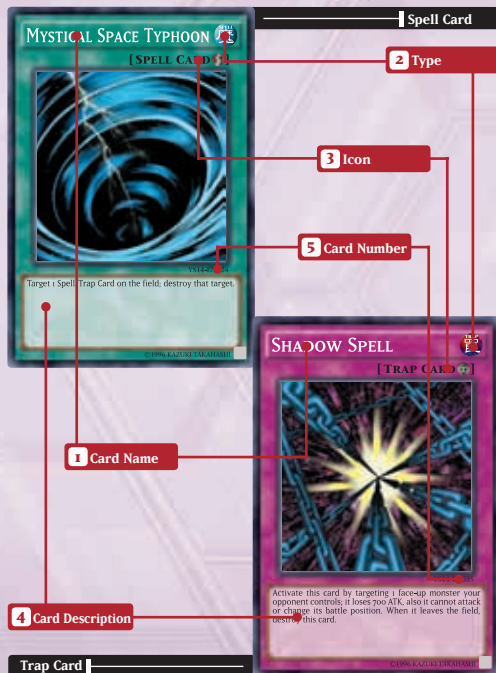 Spell Card
MYSTICAL SPACE TYPHOON
SPELL
[SPELL CARD
2 Type
3 Icon
5 Card Number
Target 1 Spell/Trap Card on the field; destroy that target.
©1996 KAZUKI TAKAHASHI
SHADOW SPELL
TRAP
[TRAP CARD ]
1 Card Name
Activate this card by targeting 1 face-up monster your
opponent controls; it loses 700 ATK, also it cannot attack
or change its battle position. When it leaves the field,
destroy this card.
4 Card Description
©1996 KAZUKI TAKAHASHI
Trap Card